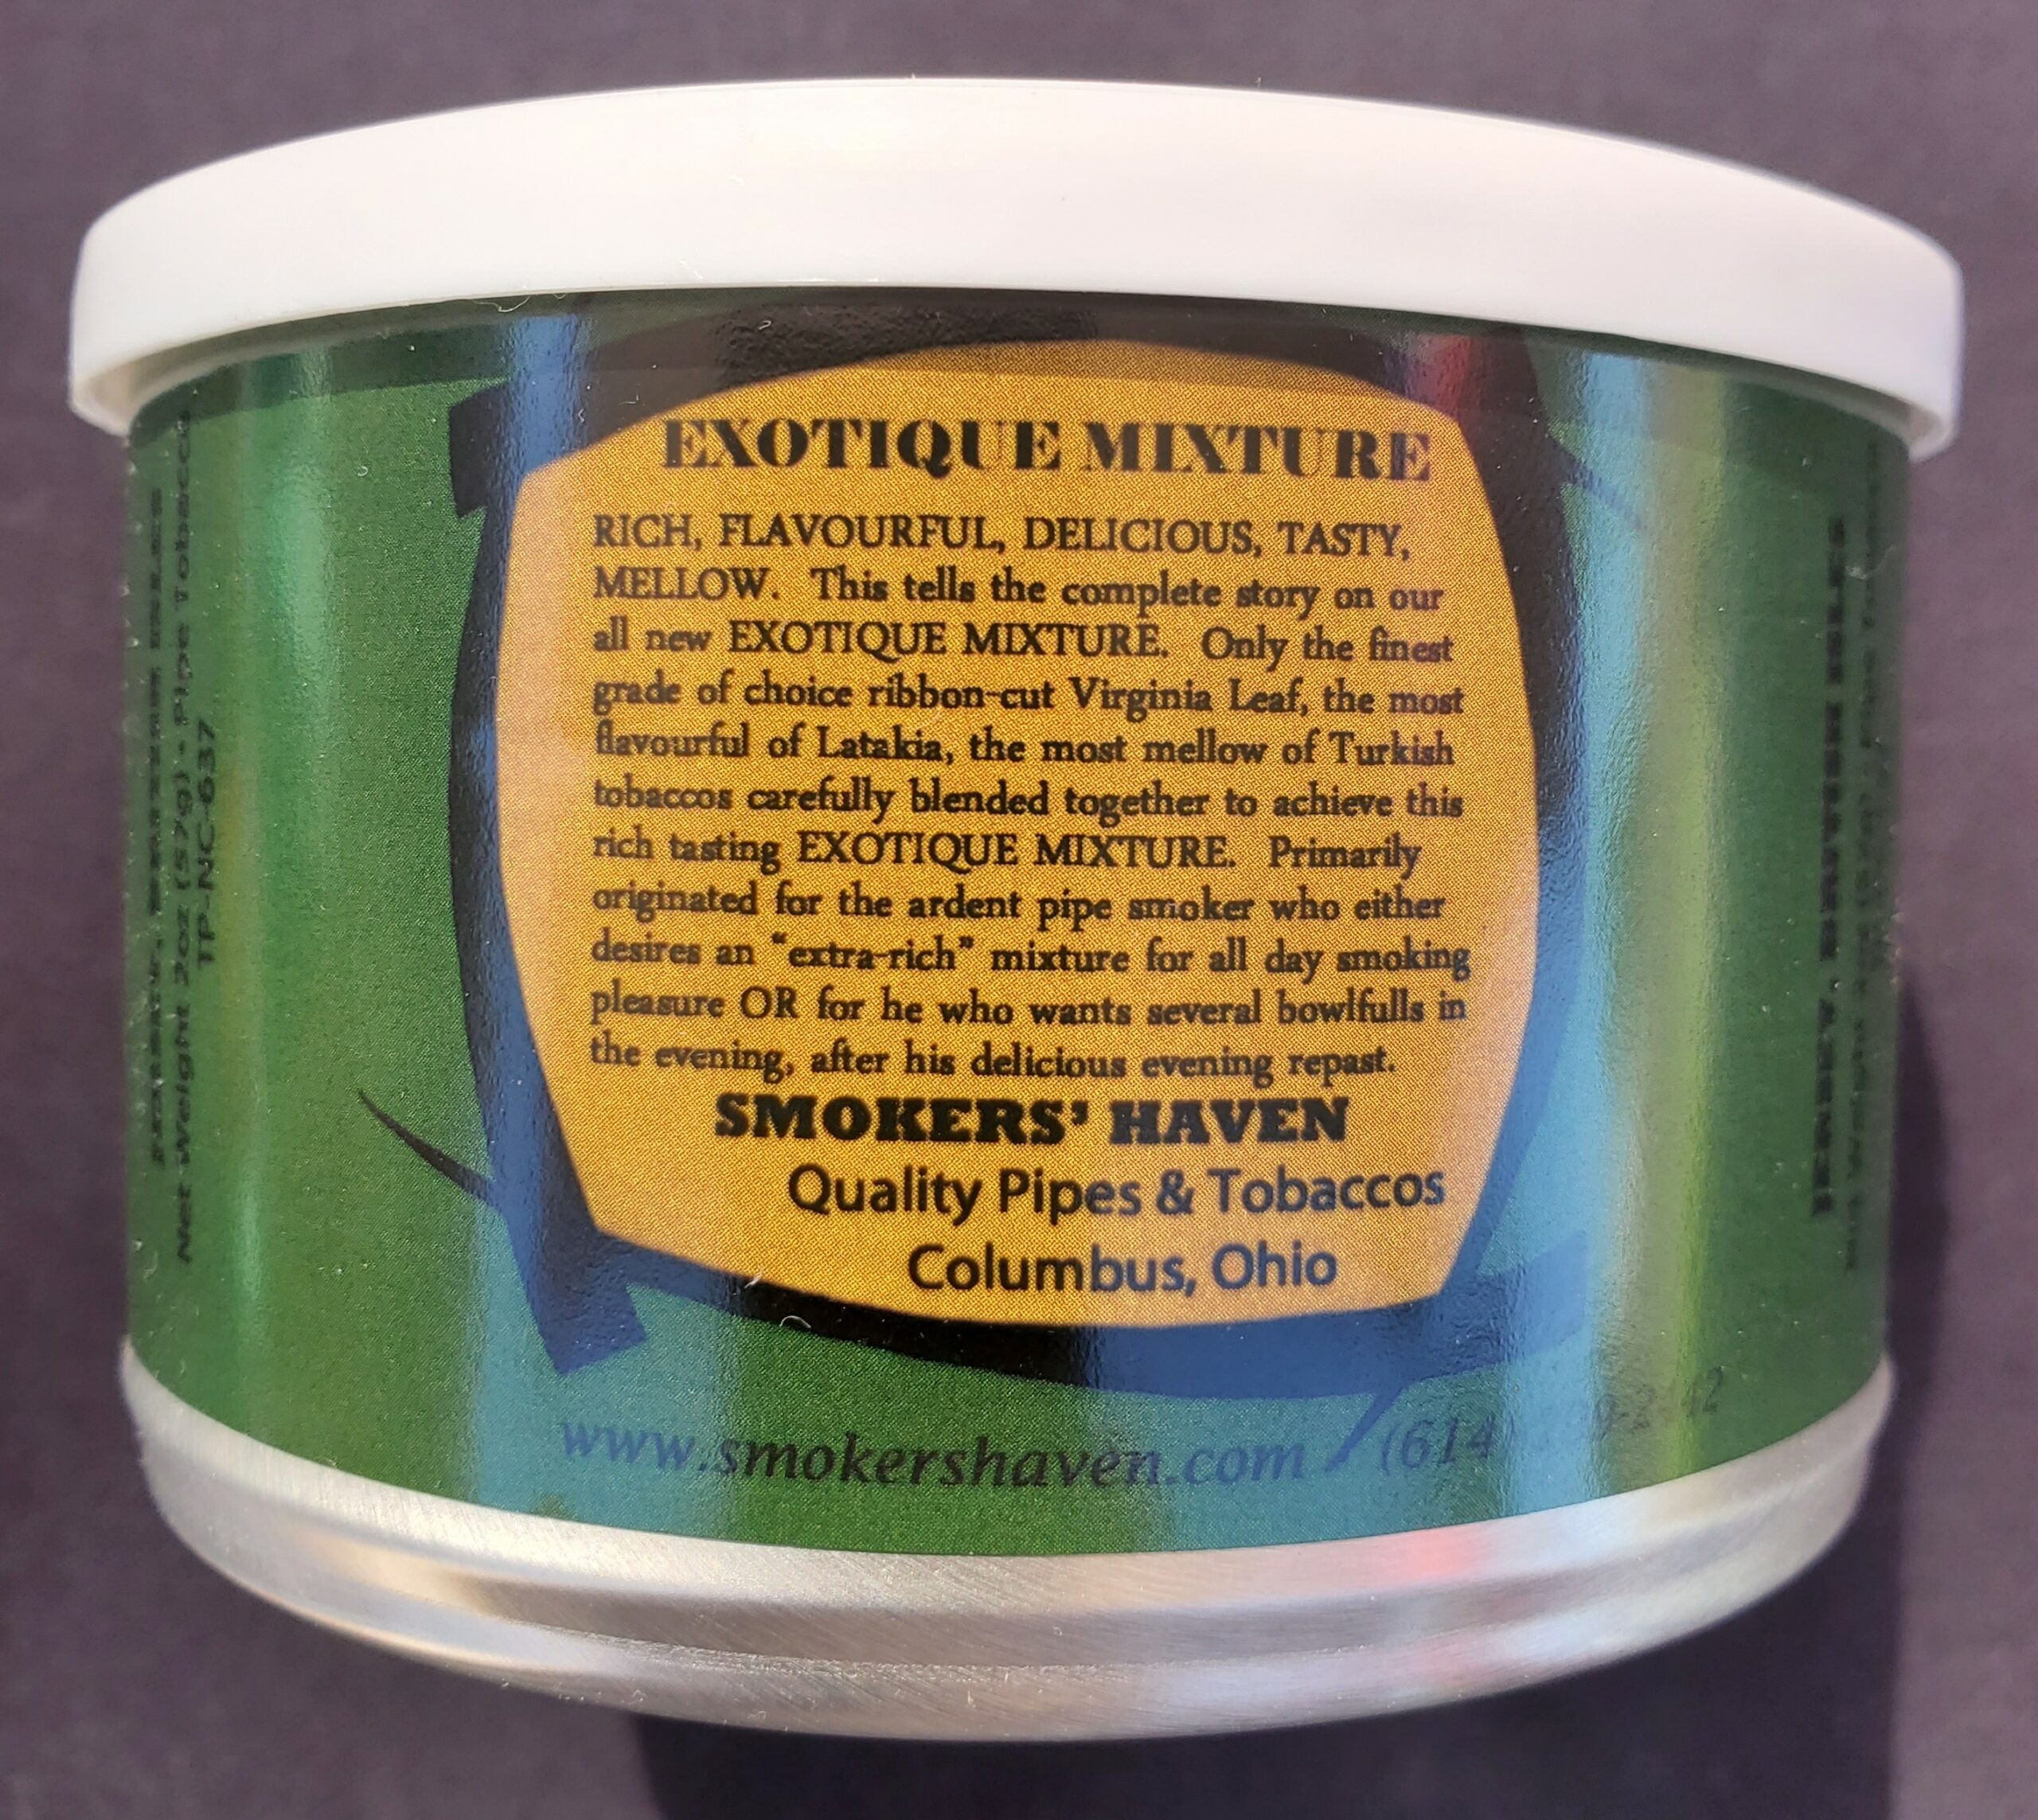 EXOTIQUE MIXTURE
RICH, FLAVOURFUL, DELICIOUS, TASTY,
MELLOW. This tells the complete story on our
all new EXOTIQUE MIXTURE. Only the finest
grade of choice ribbon-cut Virginia Leaf, the most
flavourful of Latakia, the most mellow of Turkish
tobaccos carefully blended together to achieve this
rich tasting EXOTIQUE MIXTURE. Primarily
originated for the ardent pipe smoker who either
desires an "extra-rich" mixture for all day smoking
pleasure OR for he who wants several bowlfulls in
the evening, after his delicious evening repast.
SMOKERS' HAVEN
Quality Pipes & Tobaccos
Columbus, Ohio
www.smokershaven.com / (614)
Net Weight 2oz (57g) - Pipe Tobacco
TP-NC-637